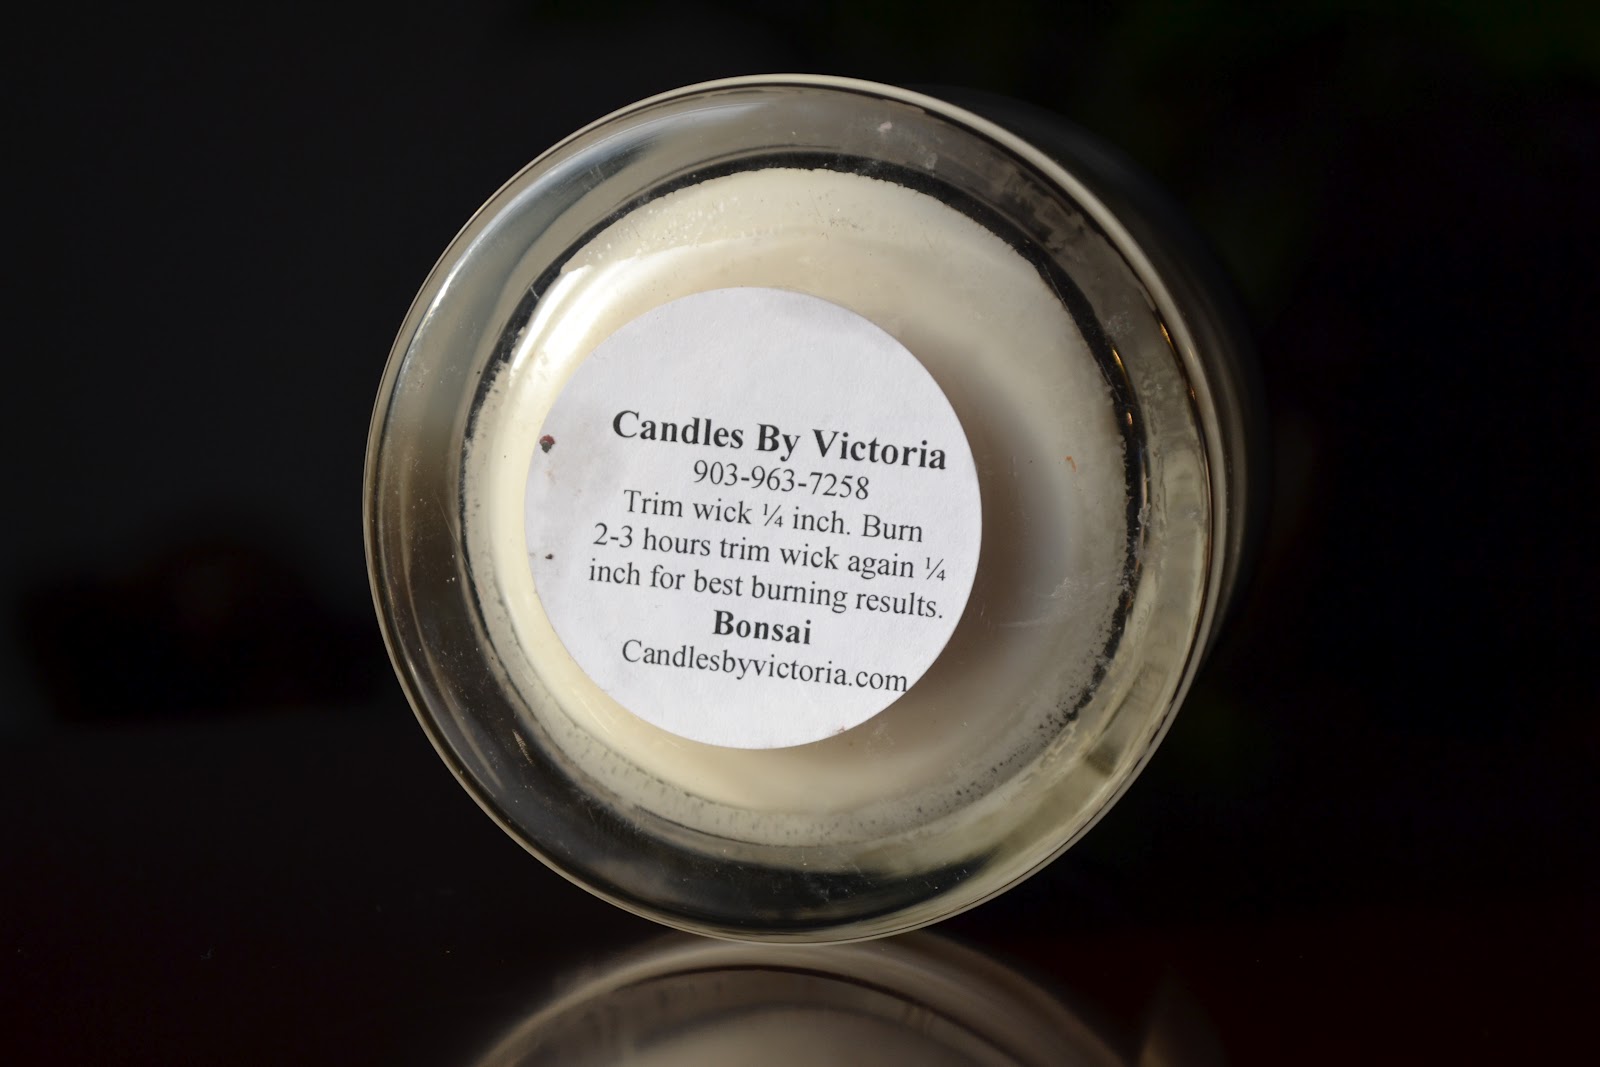 Candles By Victoria
903-963-7258
Trim wick ¼ inch. Burn
2-3 hours trim wick again ¼
inch for best burning results.
Bonsai
Candlesbyvictoria.com